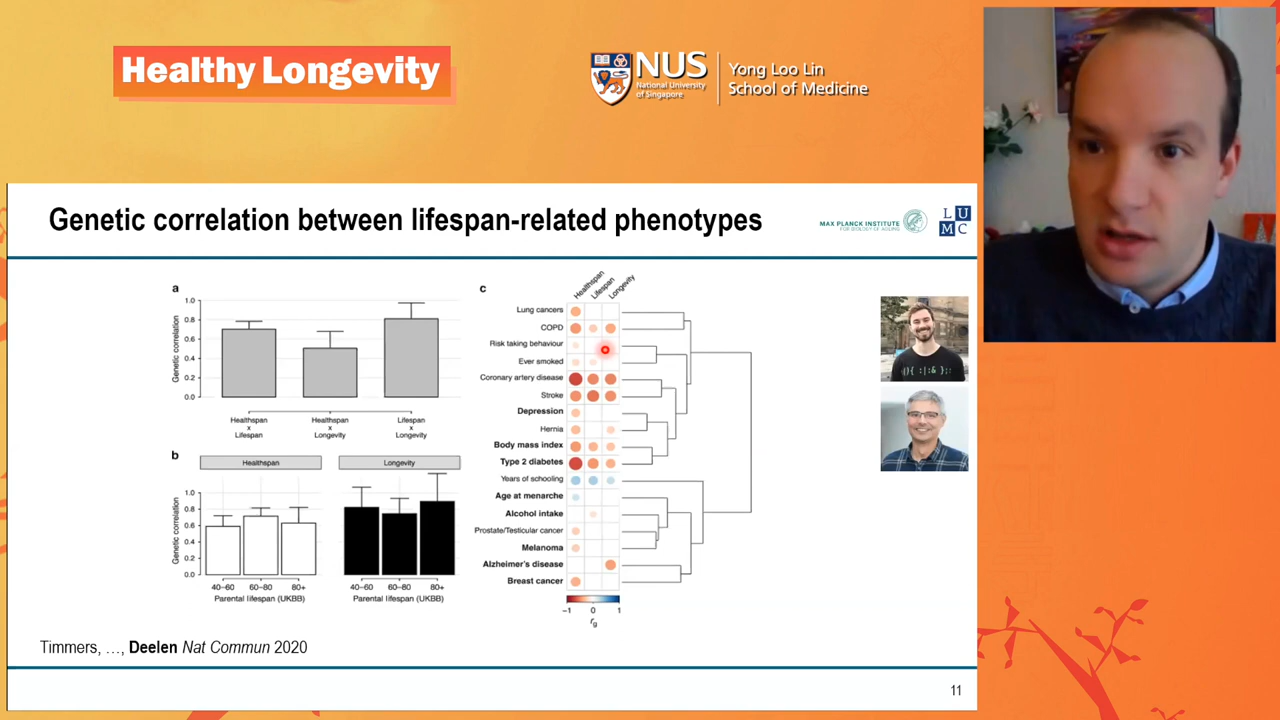 Healthy Longevity
NUS
National University
of Singapore
Yong Loo Lin
School of Medicine
Genetic correlation between lifespan-related phenotypes
MAX PLANCK INSTITUTE
FOR BIOLOGY OF AGEING
L U
M C
a
Genetic correlation
1.0
0.8
0.6
0.4
0.2
0.0
Healthspan
x
Lifespan
Healthspan
x
Longevity
Lifespan
x
Longevity
b
Healthspan
Longevity
Genetic correlation
1.0
0.8
0.6
0.4
0.2
0.0
40–60 60–80 80+
Parental lifespan (UKBB)
40–60 60–80 80+
Parental lifespan (UKBB)
c
Healthspan
Lifespan
Longevity
Lung cancers
COPD
Risk taking behaviour
Ever smoked
Coronary artery disease
Stroke
Depression
Hernia
Body mass index
Type 2 diabetes
Years of schooling
Age at menarche
Alcohol intake
Prostate/Testicular cancer
Melanoma
Alzheimer's disease
Breast cancer
−1 0 1
rg
Timmers, …, Deelen Nat Commun 2020
11